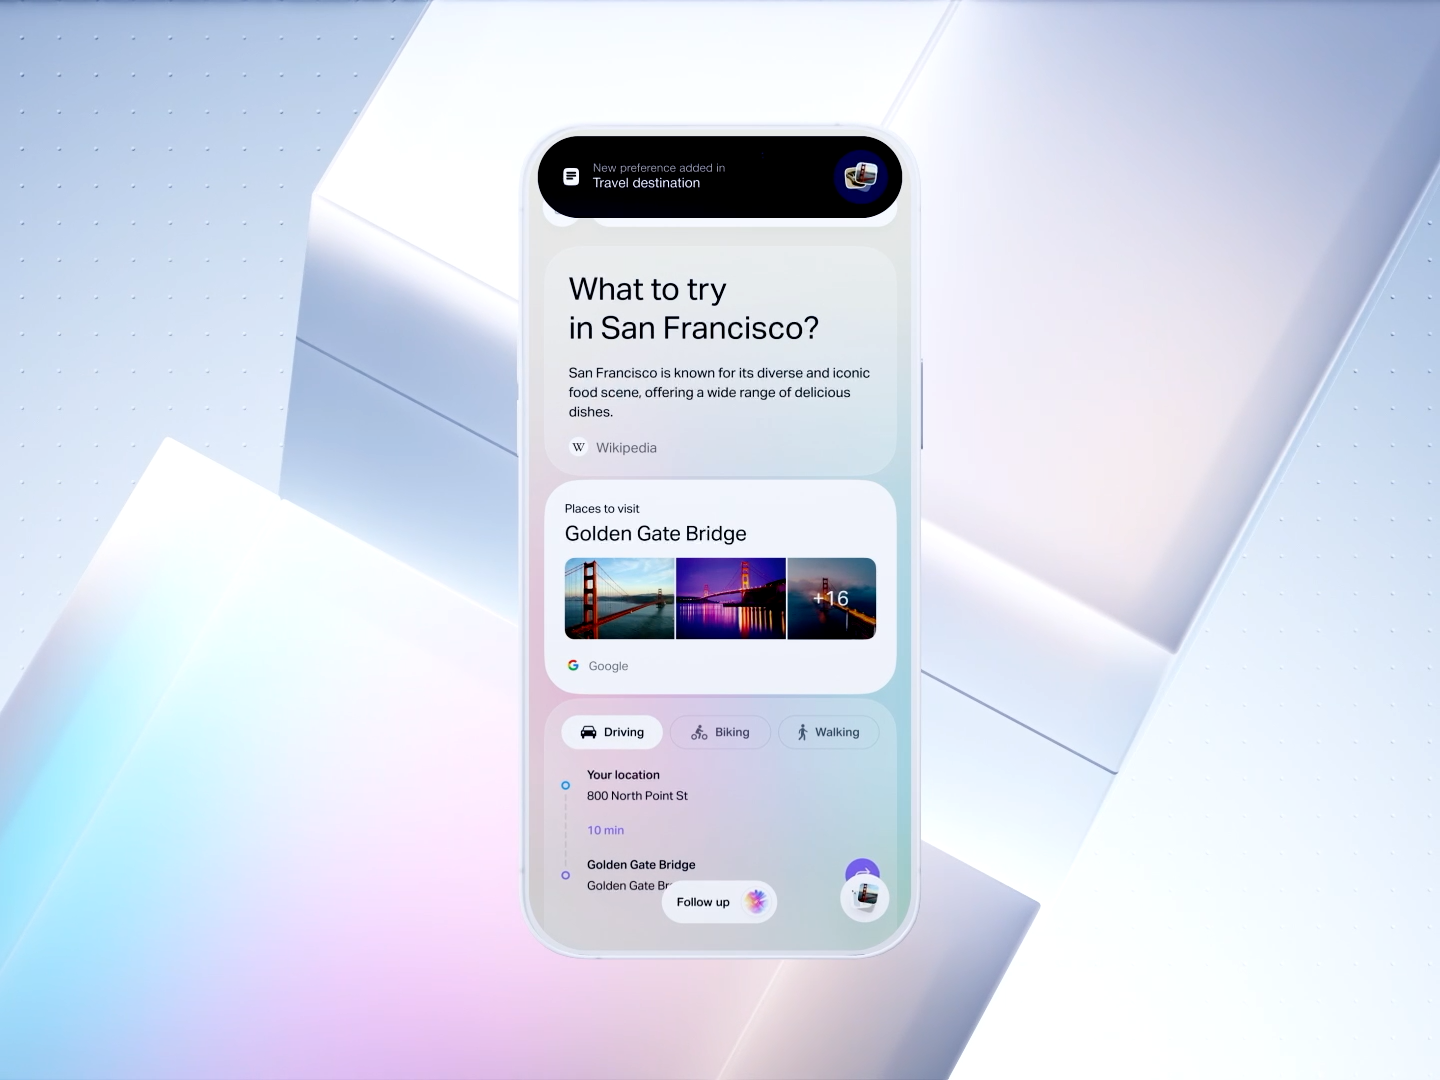 New preference added in
Travel destination
What to try
in San Francisco?
San Francisco is known for its diverse and iconic
food scene, offering a wide range of delicious
dishes.
W Wikipedia
Places to visit
Golden Gate Bridge
+16
G Google
Driving
Biking
Walking
Your location
800 North Point St
10 min
Golden Gate Bridge
Golden Gate
Follow up